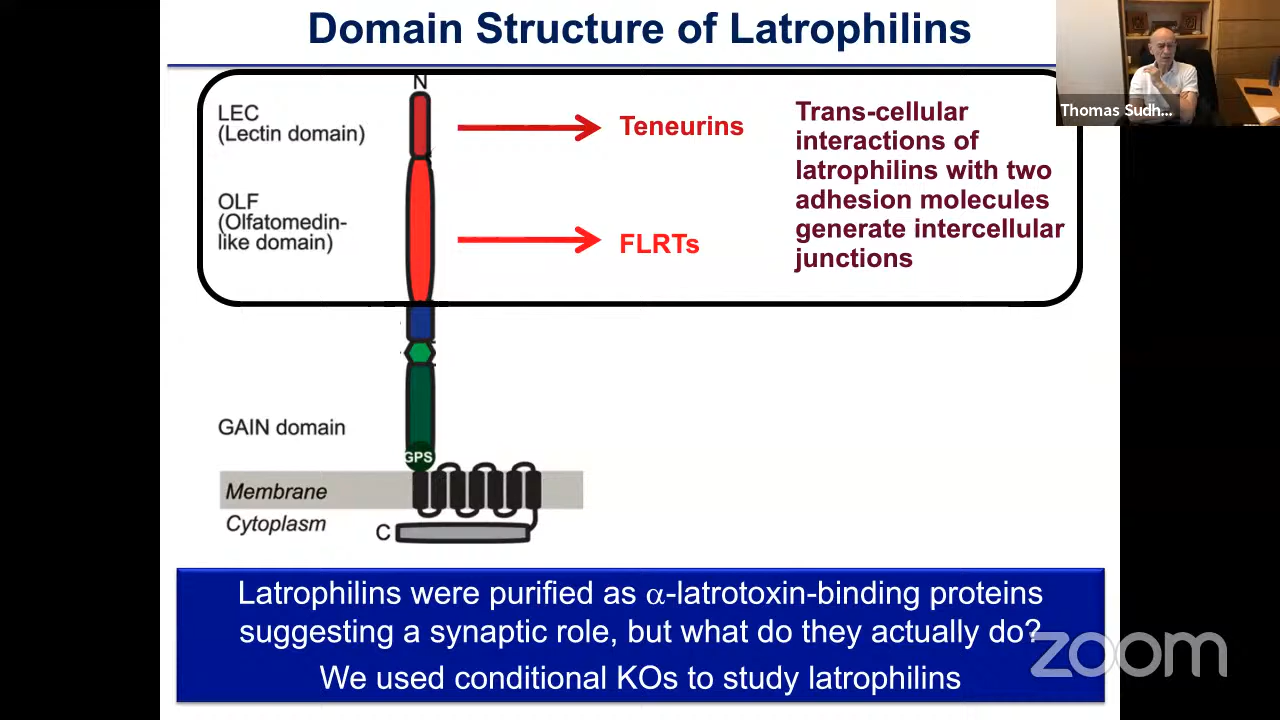 Domain Structure of Latrophilins
Thomas Sudh...
N
LEC
(Lectin domain)
Teneurins
OLF
(Olfatomedin-
like domain)
FLRTs
Trans-cellular
interactions of
latrophilins with two
adhesion molecules
generate intercellular
junctions
GAIN domain
GPS
Membrane
Cytoplasm
C
Latrophilins were purified as α-latrotoxin-binding proteins
suggesting a synaptic role, but what do they actually do?
We used conditional KOs to study latrophilins
zoom